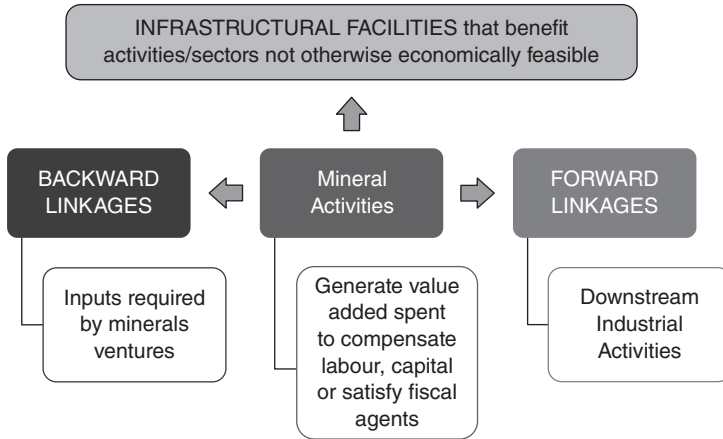 INFRASTRUCTURAL FACILITIES that benefit
activities/sectors not otherwise economically feasible
BACKWARD
LINKAGES
Mineral
Activities
FORWARD
LINKAGES
Inputs required
by minerals
ventures
Generate value
added spent
to compensate
labour, capital
or satisfy fiscal
agents
Downstream
Industrial
Activities